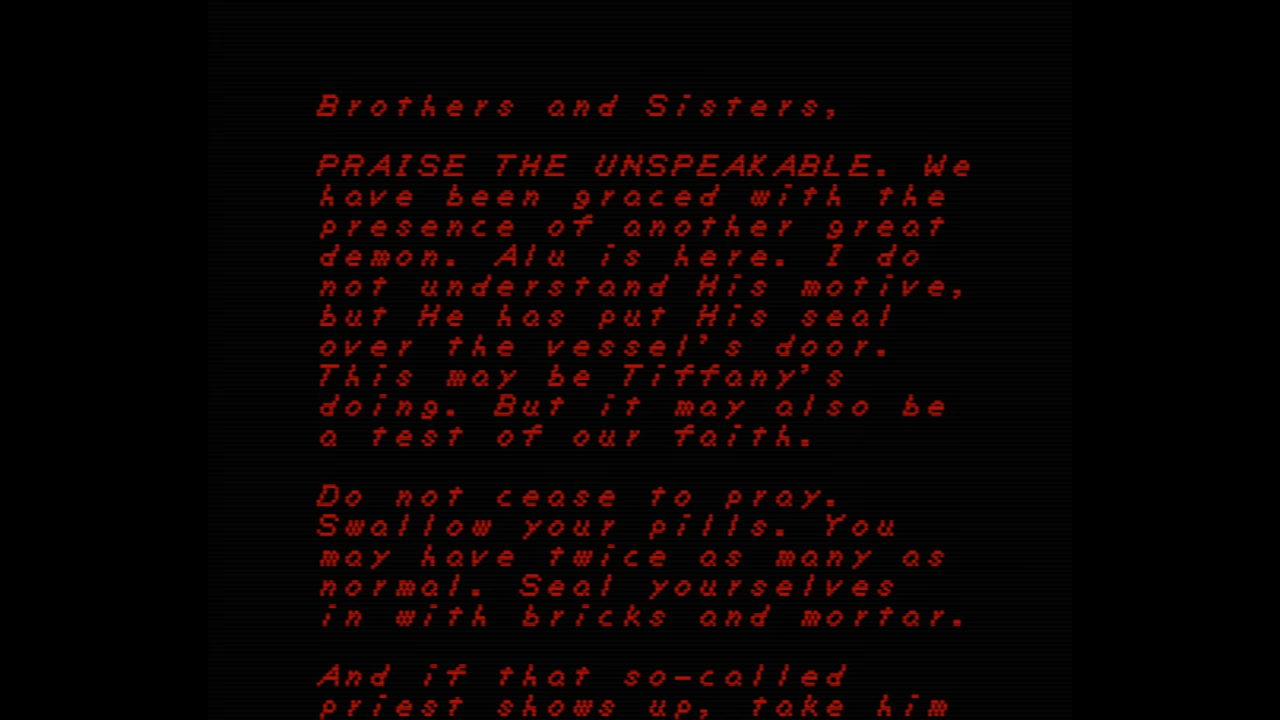 Brothers and Sisters,
PRAISE THE UNSPEAKABLE. We
have been graced with the
presence of another great
demon. Alu is here. I do
not understand His motive,
but He has put His seal
over the vessel's door.
This may be Tiffany's
doing. But it may also be
a test of our faith.
Do not cease to pray.
Swallow your pills. You
may have twice as many as
normal. Seal yourselves
in with bricks and mortar.
And if that so-called
priest shows up, take him